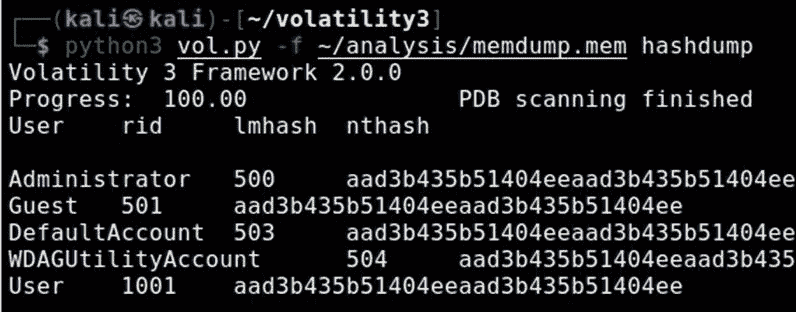 (kali㉿kali)-[~/volatility3]
$ python3 vol.py -f ~/analysis/memdump.mem hashdump
Volatility 3 Framework 2.0.0
Progress: 100.00 PDB scanning finished
User rid lmhash nthash
Administrator 500 aad3b435b51404eeaad3b435b51404ee
Guest 501 aad3b435b51404eeaad3b435b51404ee
DefaultAccount 503 aad3b435b51404eeaad3b435b51404ee
WDAGUtilityAccount 504 aad3b435b51404eeaad3b435
User 1001 aad3b435b51404eeaad3b435b51404ee